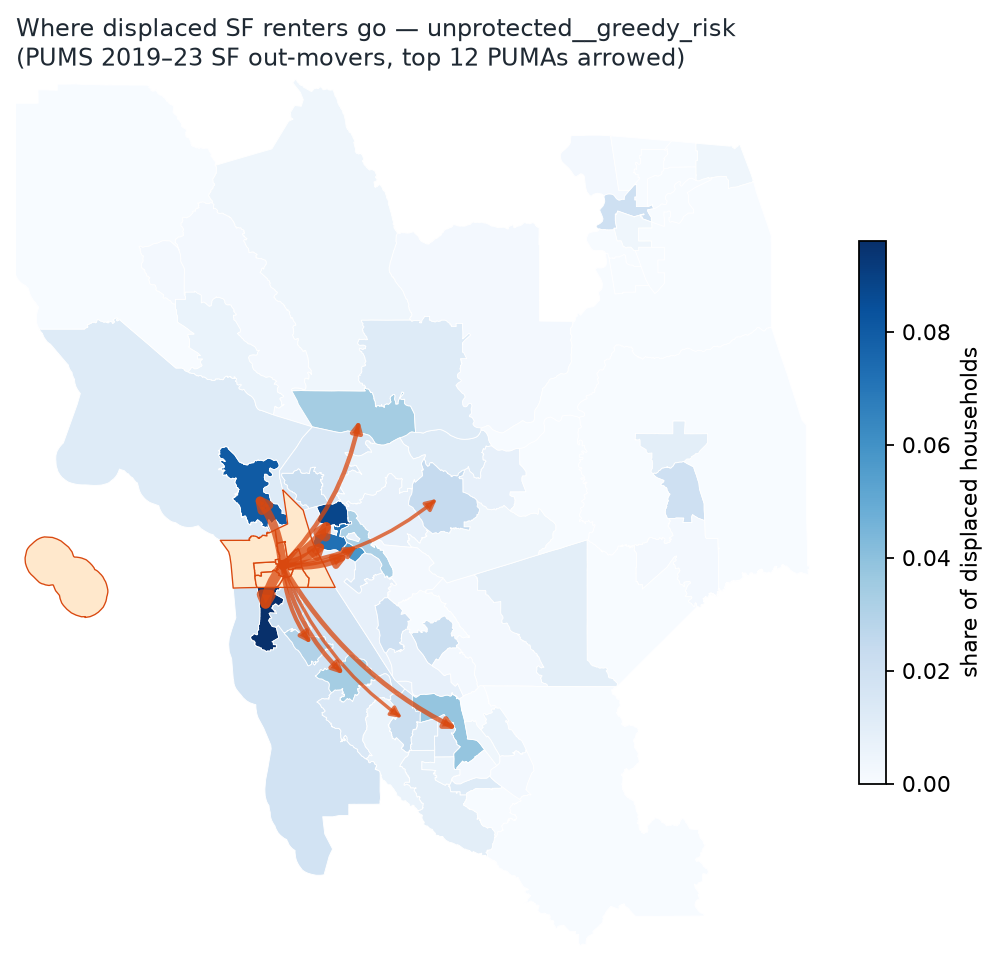 Where displaced SF renters go — unprotected__greedy_risk
(PUMS 2019–23 SF out-movers, top 12 PUMAs arrowed)
0.08
0.06
0.04
0.02
0.00
share of displaced households